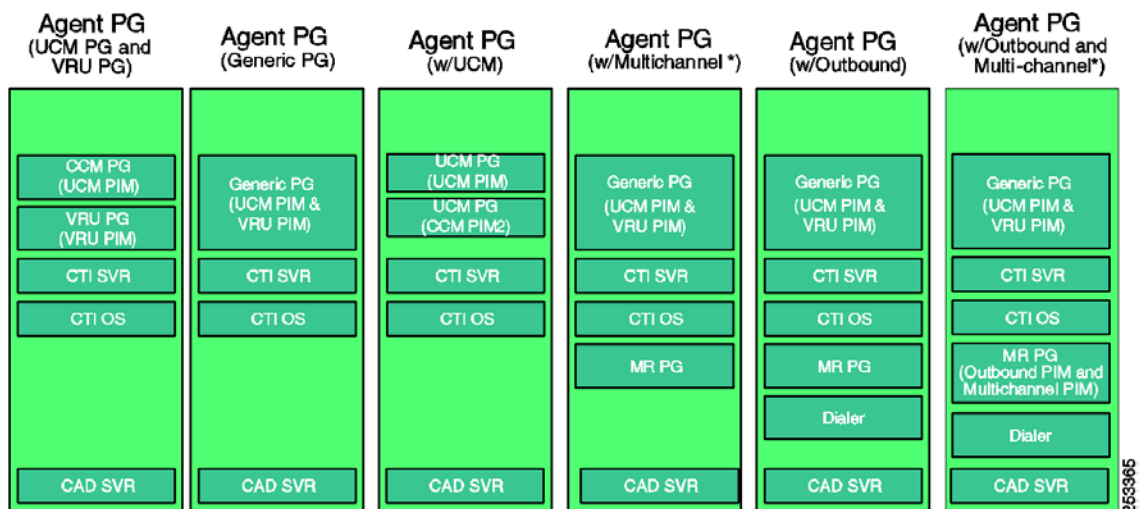 Agent PG
(UCM PG and
VRU PG)
CCM PG
(UCM PIM)
VRU PG
(VRU PIM)
CTI SVR
CTI OS
CAD SVR
Agent PG
(Generic PG)
Generic PG
(UCM PIM &
VRU PIM)
CTI SVR
CTI OS
CAD SVR
Agent PG
(w/UCM)
UCM PG
(UCM PIM)
UCM PG
(CCM PIM2)
CTI SVR
CTI OS
CAD SVR
Agent PG
(w/Multichannel *)
Generic PG
(UCM PIM &
VRU PIM)
CTI SVR
CTI OS
MR PG
CAD SVR
Agent PG
(w/Outbound)
Generic PG
(UCM PIM &
VRU PIM)
CTI SVR
CTI OS
MR PG
Dialer
CAD SVR
Agent PG
(w/Outbound and
Multi-channel*)
Generic PG
(UCM PIM &
VRU PIM)
CTI SVR
CTI OS
MR PG
(Outbound PIM and
Multichannel PIM)
Dialer
CAD SVR
253365